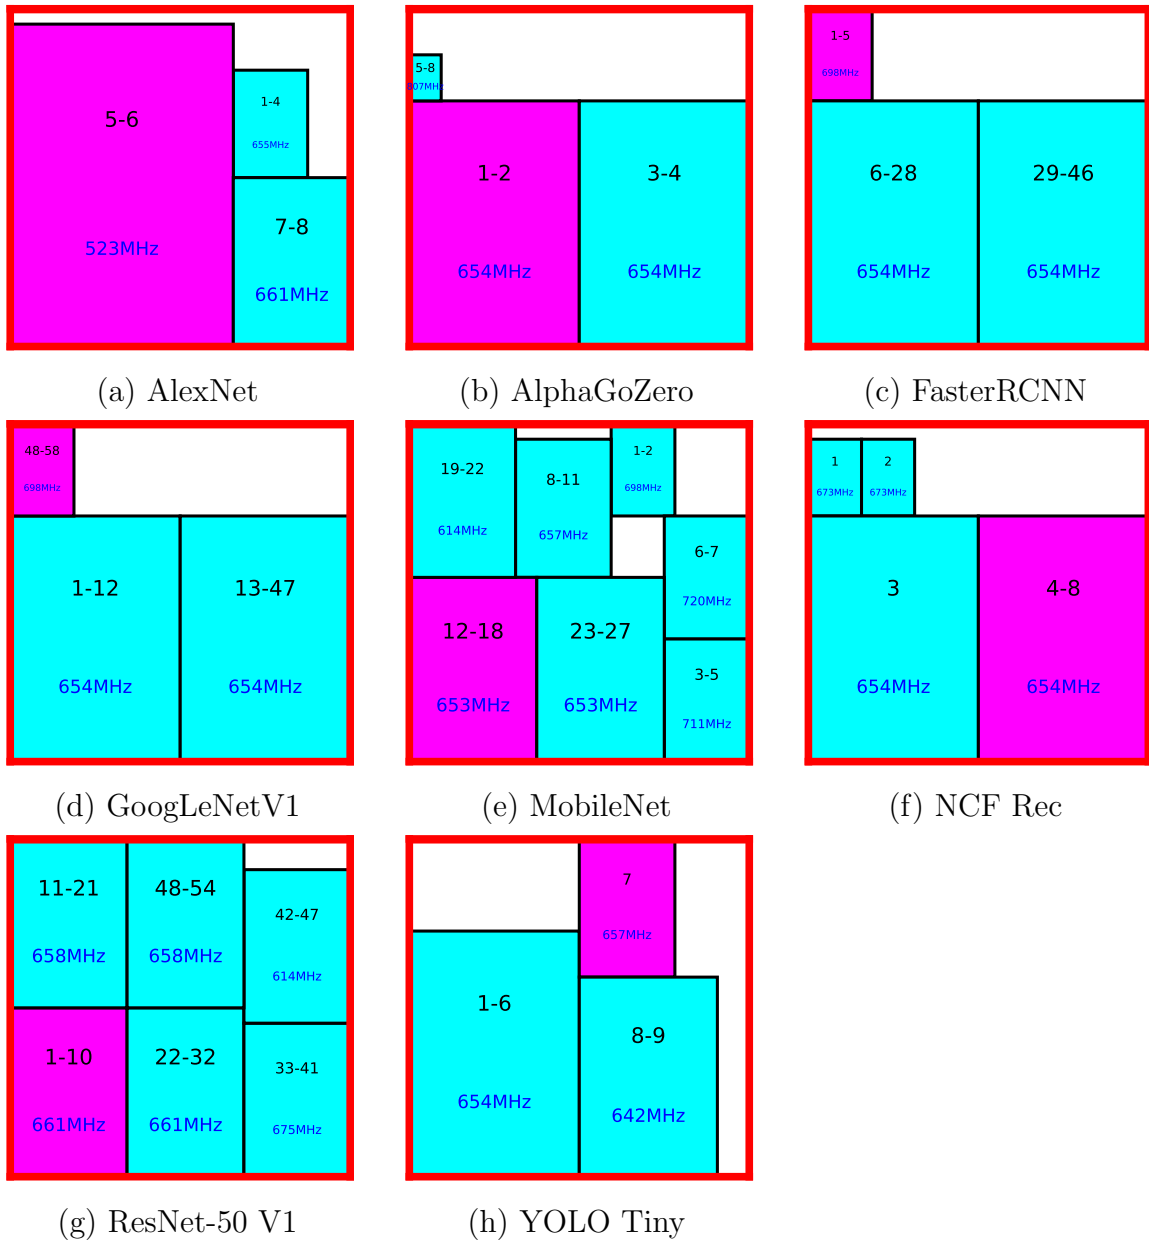 5-6
523MHz
1-4
655MHz
7-8
661MHz
(a) AlexNet
5-8
807MHz
1-2
654MHz
3-4
654MHz
(b) AlphaGoZero
1-5
698MHz
6-28
654MHz
29-46
654MHz
(c) FasterRCNN
48-58
698MHz
1-12
654MHz
13-47
654MHz
(d) GoogLeNetV1
19-22
614MHz
8-11
657MHz
1-2
698MHz
6-7
720MHz
12-18
653MHz
23-27
653MHz
3-5
711MHz
(e) MobileNet
1
673MHz
2
673MHz
3
654MHz
4-8
654MHz
(f) NCF Rec
11-21
658MHz
48-54
658MHz
42-47
614MHz
1-10
661MHz
22-32
661MHz
33-41
675MHz
(g) ResNet-50 V1
7
657MHz
1-6
654MHz
8-9
642MHz
(h) YOLO Tiny